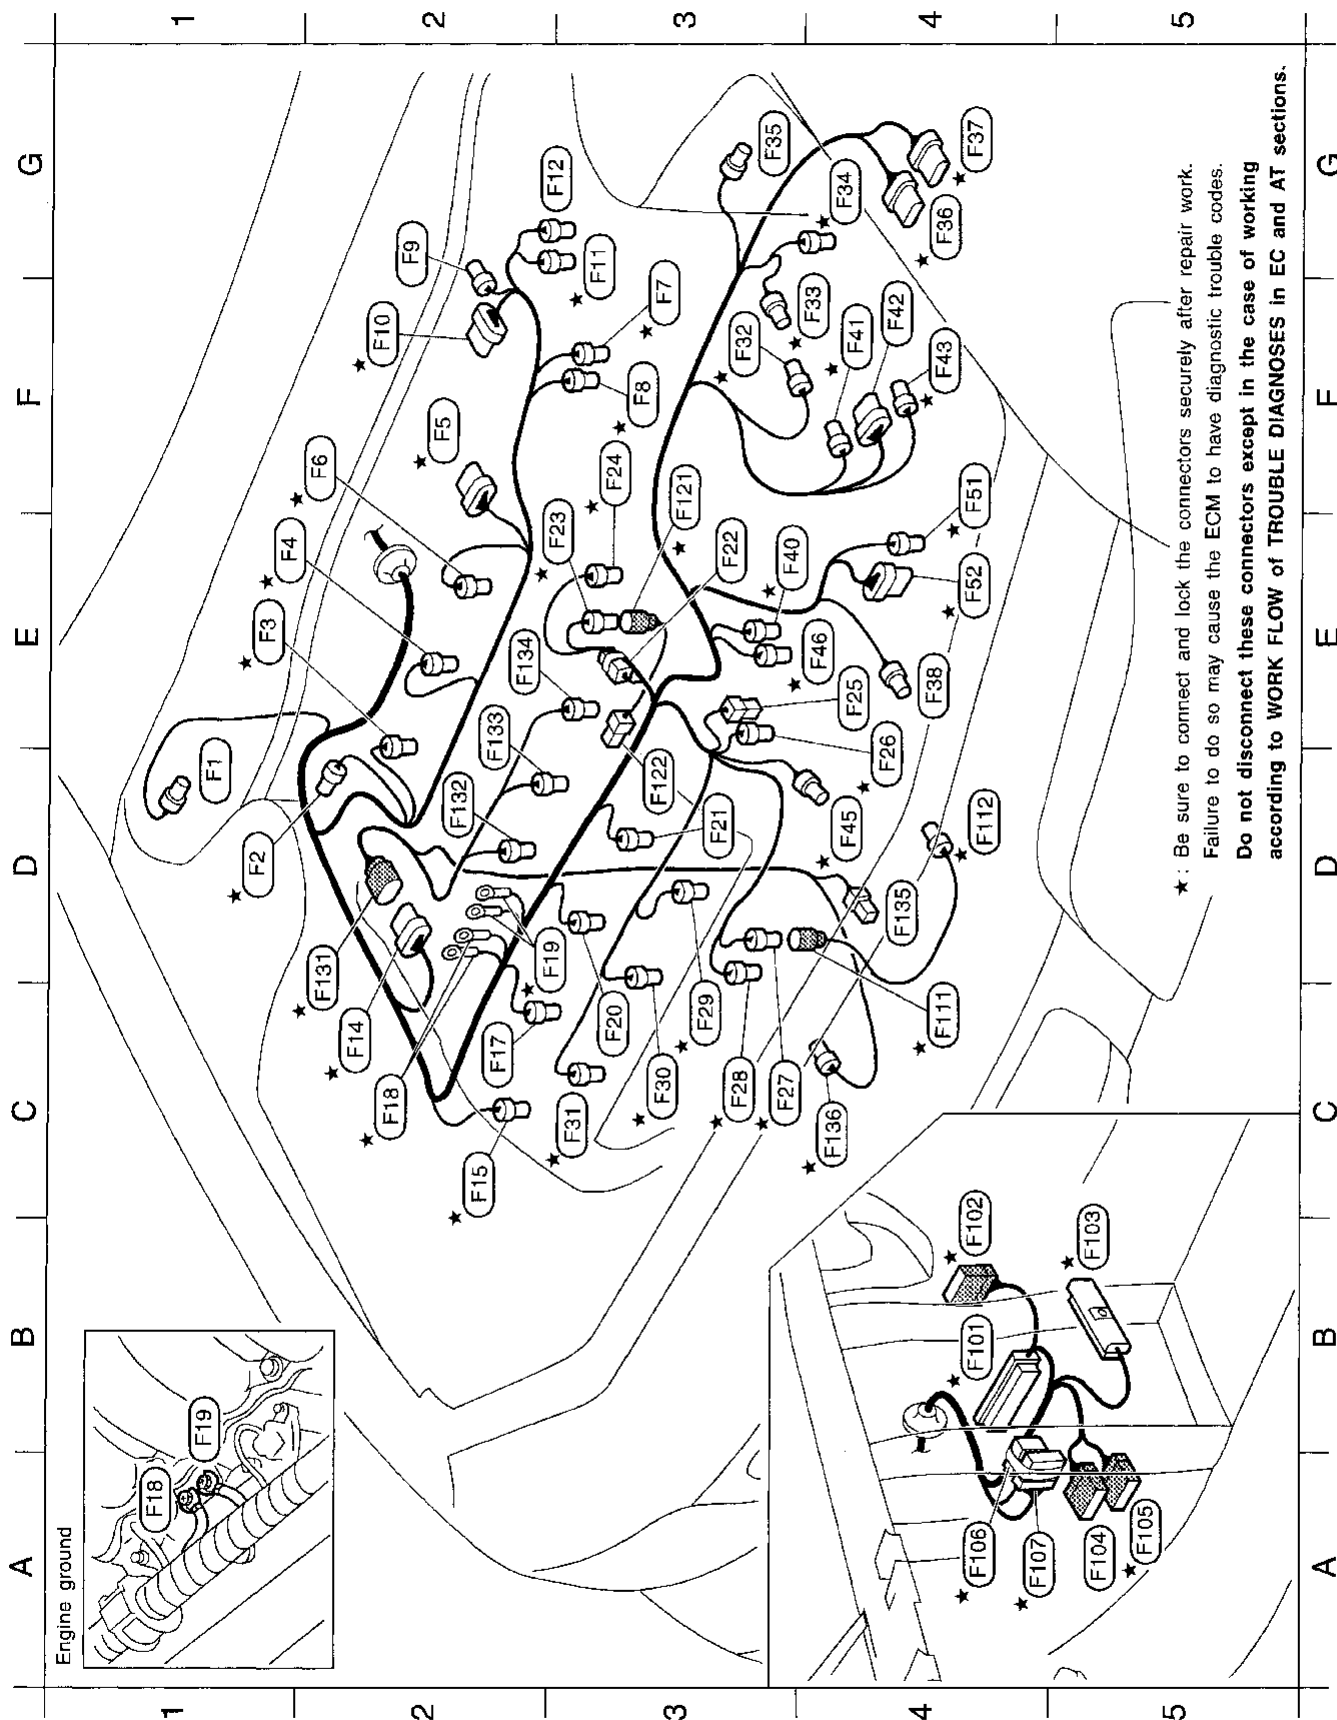 A
B
C
D
E
F
G
1
2
3
4
5
Engine ground
F18
F19
F1
★ F2
★ F3
★ F4
★ F6
★ F5
★ F10
F9
F12
★ F11
★ F7
★ F8
★ F24
★ F23
★ F121
F22
F134
F133
F132
★ F131
★ F14
★ F18
★ F19
F17
★ F15
F20
F21
F122
★ F31
★ F30
★ F29
★ F28
★ F27
★ F136
★ F111
F135
★ F112
★ F45
★ F26
F25
★ F46
★ F40
F38
★ F52
★ F51
★ F32
★ F33
★ F34
F35
★ F41
F42
★ F43
★ F36
★ F37
★ F102
★ F101
★ F103
★ F106
★ F107
F104
★ F105
★: Be sure to connect and lock the connectors securely after repair work.
Failure to do so may cause the ECM to have diagnostic trouble codes.
Do not disconnect these connectors except in the case of working
according to WORK FLOW of TROUBLE DIAGNOSES in EC and AT sections.
1
2
3
4
5
A
B
C
D
E
F
G